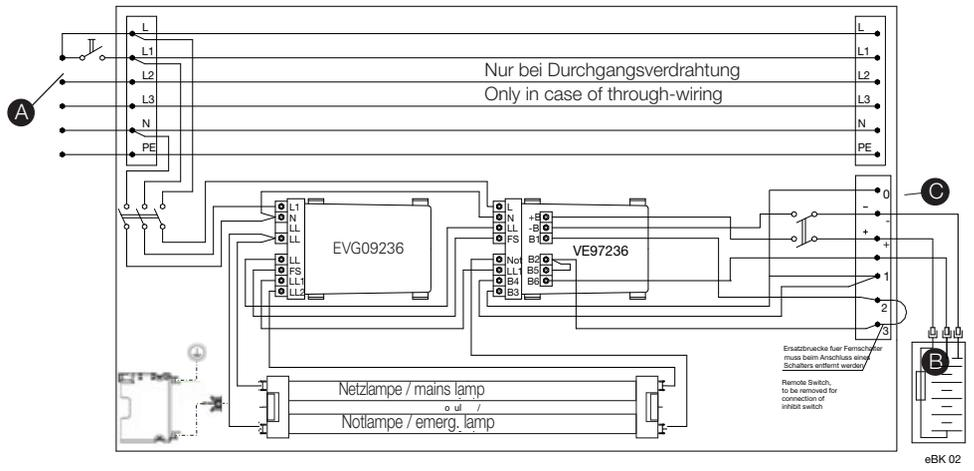 L
L
L1
L1
L2
L2
L3
L3
N
N
PE
PE
Nur bei Durchgangsverdrahtung
Only in case of through-wiring
A
C
B
EVG09236
L1
N
LL
LL
LL
FS
LL1
LL2
VE97236
L
N
LL
FS
Not
LL1
B4
B3
+B
-B
B1
B2
B5
B6
0
-
-
+
+
1
2
3
Ersatzbruecke fuer Fernschalter
muss beim Anschluss eines
Schalters entfernt werden
Remote Switch,
to be removed for
connection of
inhibit switch
Netzlampe / mains lamp
Notlampe / emerg. lamp
eBK 02